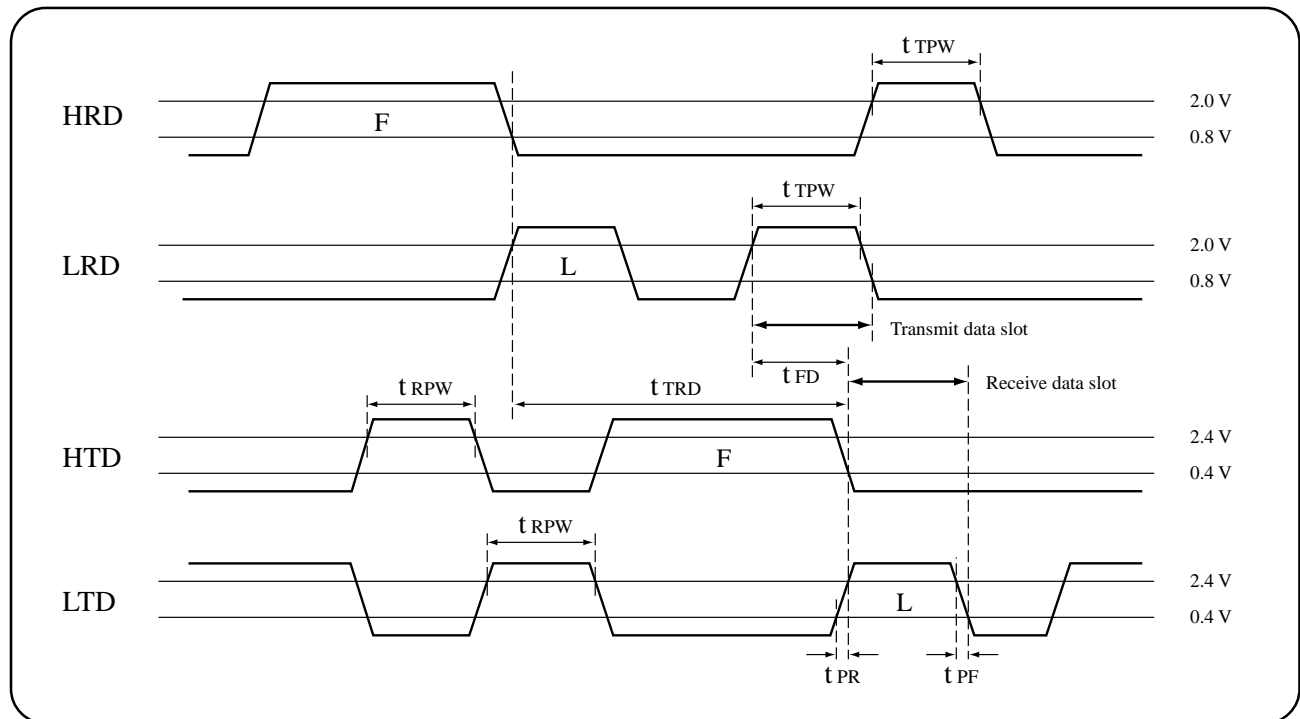 t TPW
HRD
F
2.0 V
0.8 V
t TPW
LRD
L
2.0 V
0.8 V
Transmit data slot
t FD
Receive data slot
t RPW
t TRD
HTD
F
2.4 V
0.4 V
t RPW
LTD
L
2.4 V
0.4 V
t PR
t PF